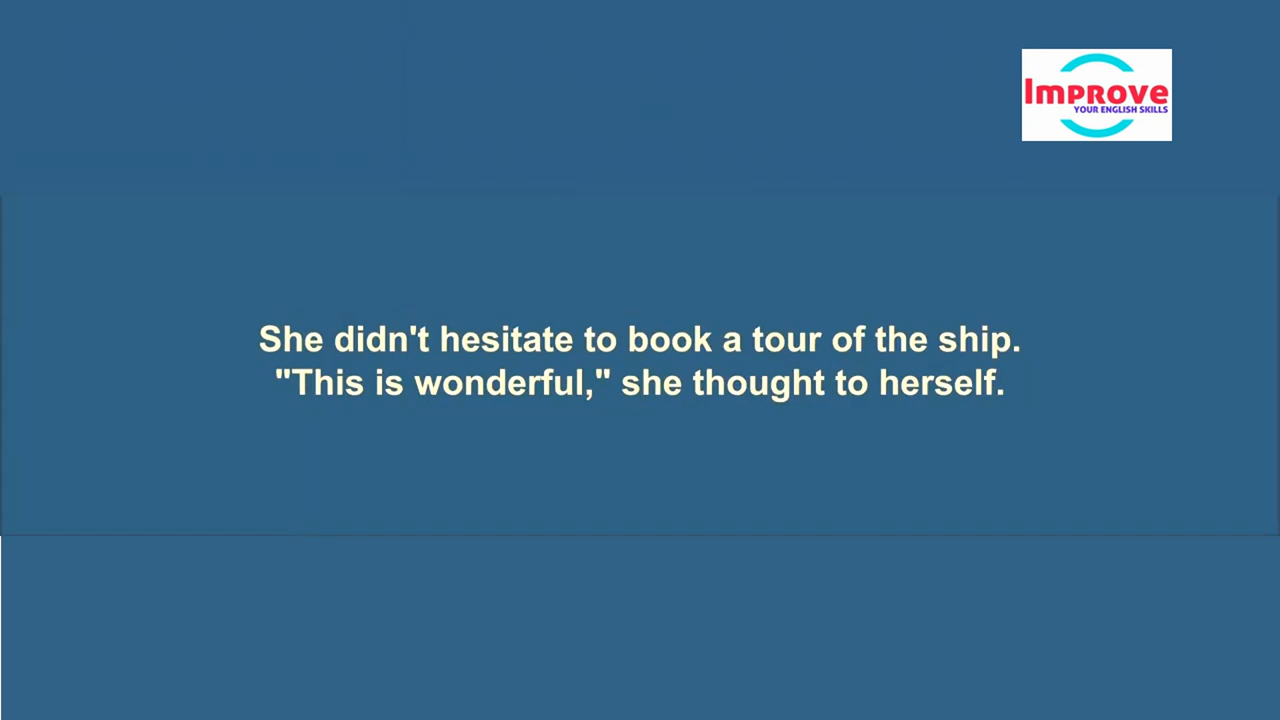 Improve
YOUR ENGLISH SKILLS
She didn't hesitate to book a tour of the ship.
"This is wonderful," she thought to herself.